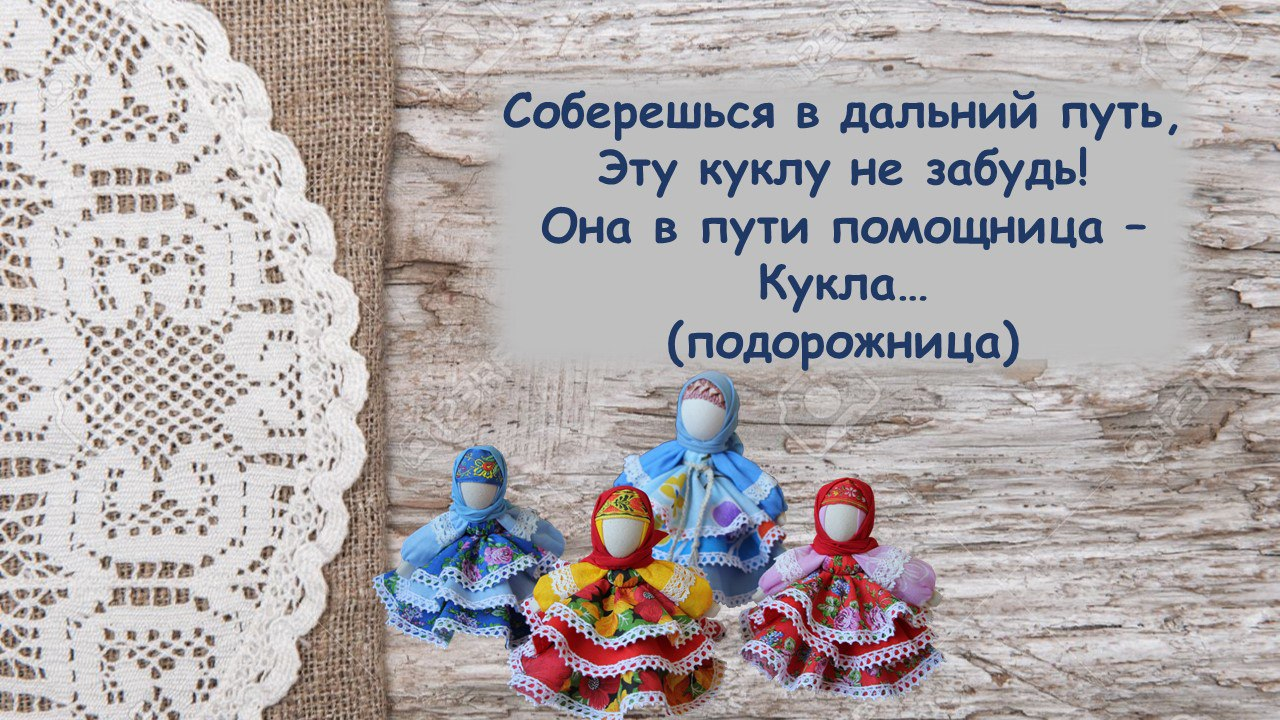 Соберешься в дальний путь,
Эту куклу не забудь!
Она в пути помощница –
Кукла…
(подорожница)